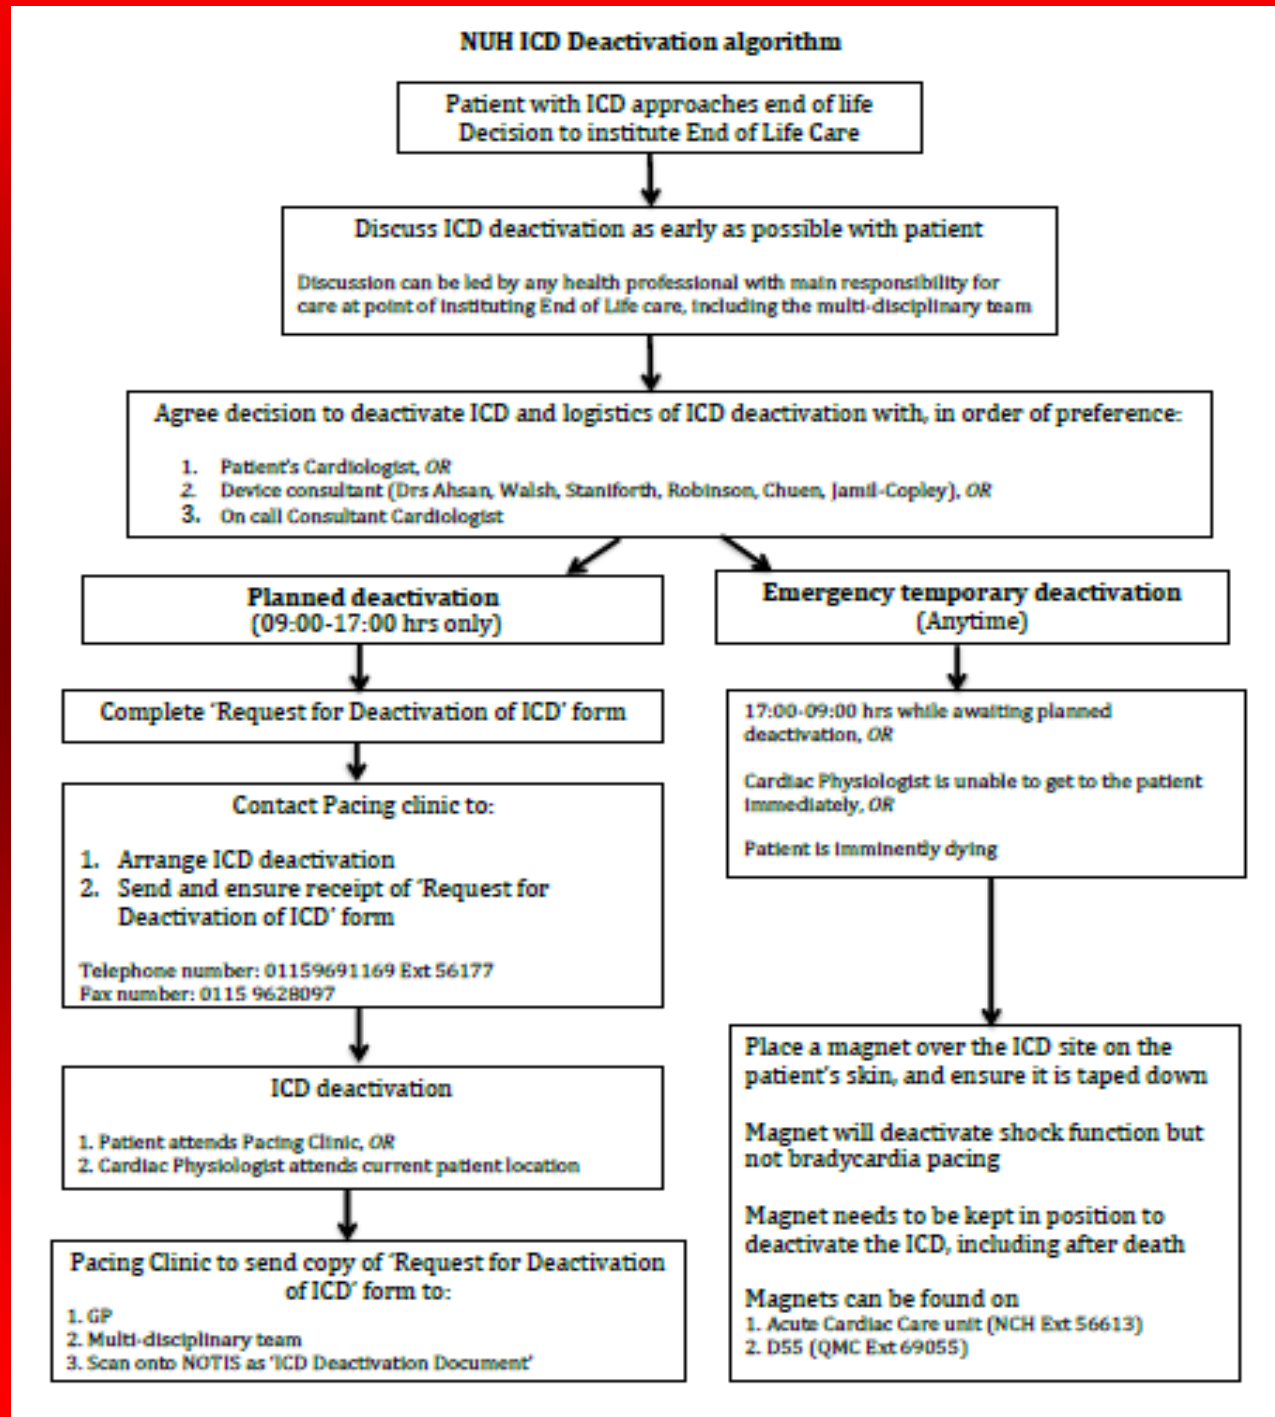 NUH ICD Deactivation algorithm
Patient with ICD approaches end of life
Decision to institute End of Life Care
Discuss ICD deactivation as early as possible with patient
Discussion can be led by any health professional with main responsibility for
care at point of instituting End of Life care, including the multi-disciplinary team
Agree decision to deactivate ICD and logistics of ICD deactivation with, in order of preference:
1. Patient's Cardiologist, OR
2. Device consultant (Drs Ahsan, Walsh, Staniforth, Robinson, Chuen, Jamil-Copley), OR
3. On call Consultant Cardiologist
Planned deactivation
(09:00-17:00 hrs only)
Complete 'Request for Deactivation of ICD' form
Contact Pacing clinic to:
1. Arrange ICD deactivation
2. Send and ensure receipt of 'Request for
Deactivation of ICD' form
Telephone number: 01159691169 Ext 56177
Fax number: 0115 9628097
ICD deactivation
1. Patient attends Pacing Clinic, OR
2. Cardiac Physiologist attends current patient location
Pacing Clinic to send copy of 'Request for Deactivation
of ICD' form to:
1. GP
2. Multi-disciplinary team
3. Scan onto NOTIS as 'ICD Deactivation Document'
Emergency temporary deactivation
(Anytime)
17:00-09:00 hrs while awaiting planned
deactivation, OR
Cardiac Physiologist is unable to get to the patient
immediately, OR
Patient is imminently dying
Place a magnet over the ICD site on the
patient's skin, and ensure it is taped down
Magnet will deactivate shock function but
not bradycardia pacing
Magnet needs to be kept in position to
deactivate the ICD, including after death
Magnets can be found on
1. Acute Cardiac Care unit (NCH Ext 56613)
2. D55 (QMC Ext 69055)